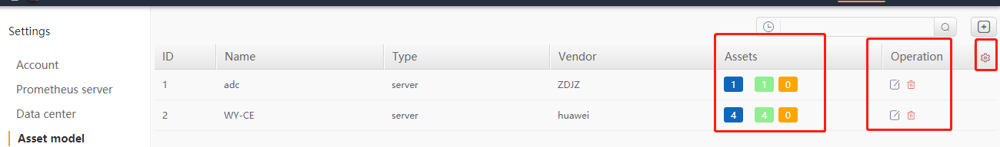 Settings
Account
Prometheus server
Data center
Asset model
ID Name Type Vendor Assets Operation
1 adc server ZDJZ 1 1 0
2 WY-CE server huawei 4 4 0